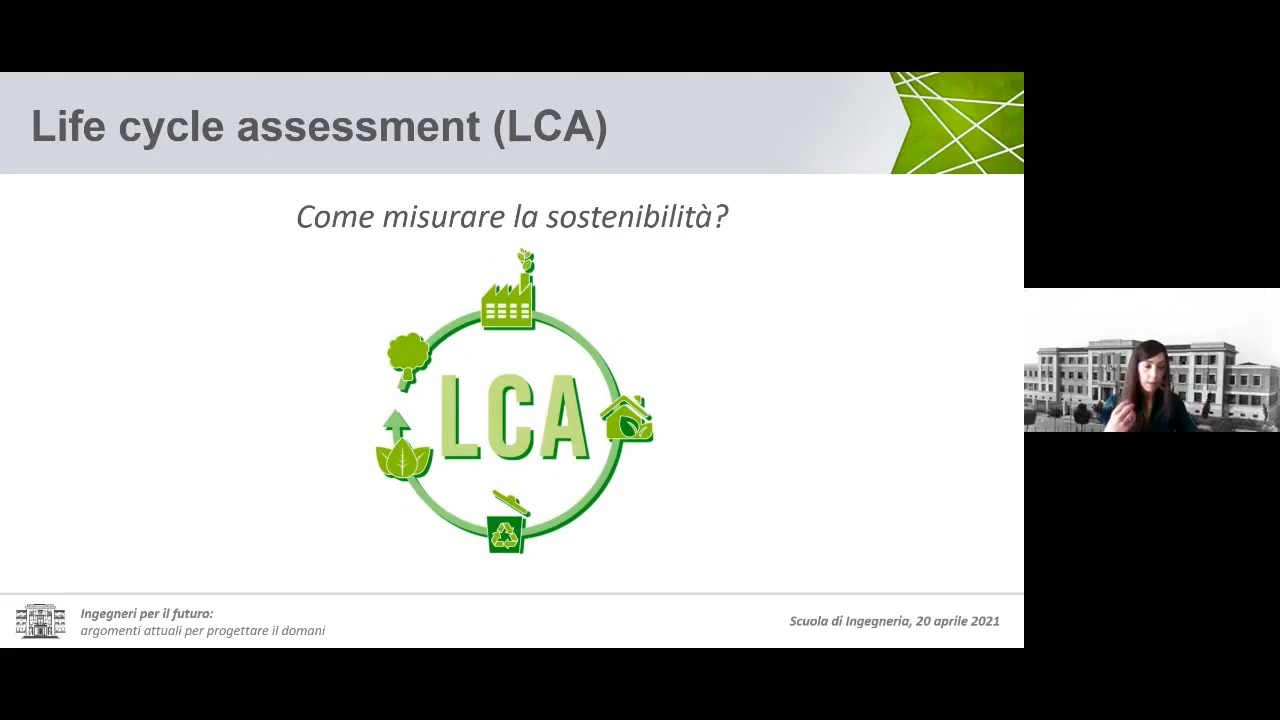 Life cycle assessment (LCA)
Come misurare la sostenibilità?
LCA
Ingegneri per il futuro:
argomenti attuali per progettare il domani
Scuola di Ingegneria, 20 aprile 2021